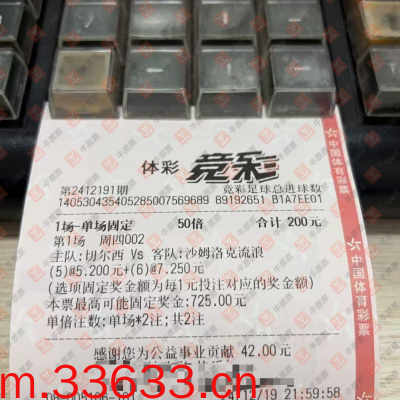 体彩 竞彩
第2412191期 竞彩足球总进球数
140530435405285007569689 89192651 B1A7EE01
1场-单场固定 50倍 合计 200元
第1场 周四002
主队:切尔西 Vs 客队:沙姆洛克流浪
(5)@5.200元+(6)@7.250元
(选项固定奖金额为每1元投注对应的奖金额)
本票最高可能固定奖金:725.00元
单倍注数:单场*2注;共2注
感谢您为公益事业贡献 42.00元
/12/19 21:59:58
中国体育彩票
中国体育彩票
m.33633.cn